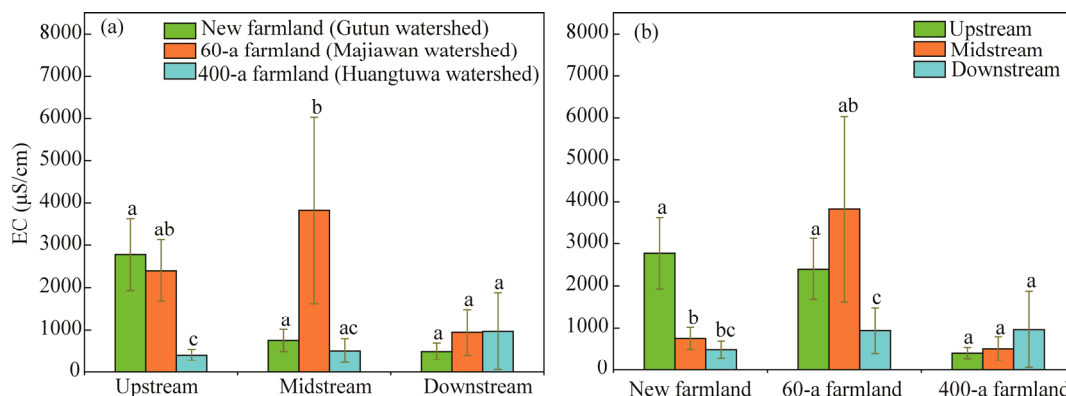 (a)
New farmland (Gutun watershed)
60-a farmland (Majiawan watershed)
400-a farmland (Huangtuwa watershed)
EC (μS/cm)
8000
7000
6000
5000
4000
3000
2000
1000
0
a
ab
c
a
b
ac
a
a
a
Upstream
Midstream
Downstream
(b)
Upstream
Midstream
Downstream
8000
7000
6000
5000
4000
3000
2000
1000
0
a
b
bc
a
ab
c
a
a
a
New farmland
60-a farmland
400-a farmland